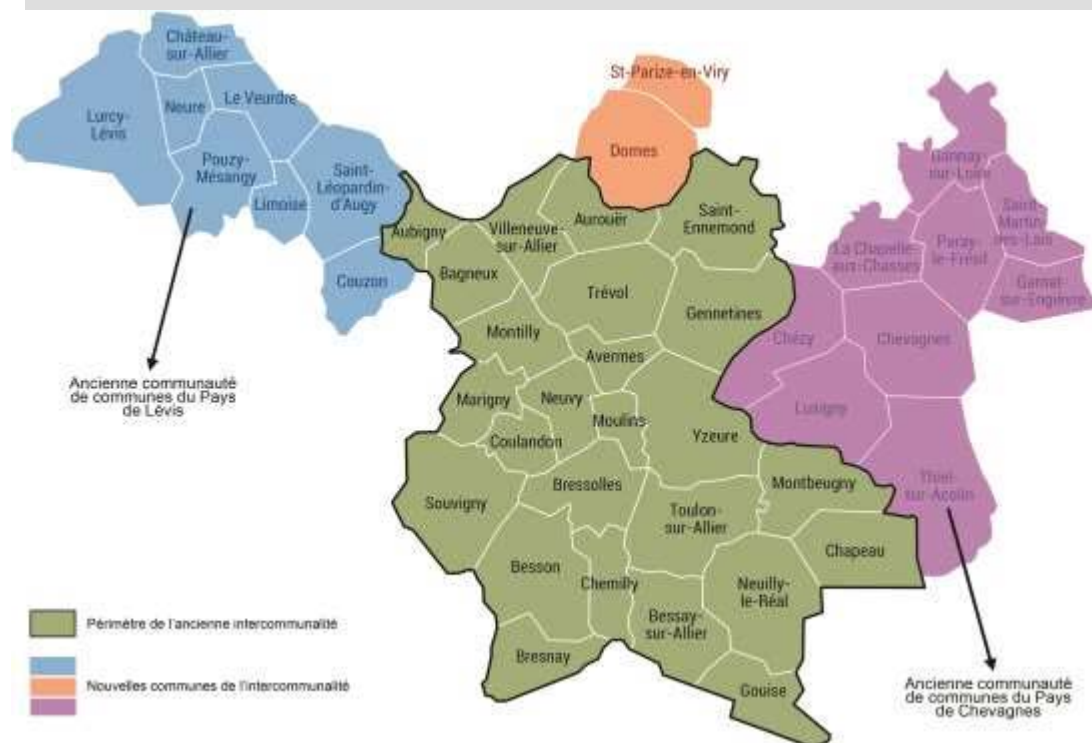 Château-
sur-Allier
Lurcy-
Lévis
Neure
Le Veurdre
Pouzy-
Mésangy
Limoise
Saint-
Léopardin-
d'Augy
Couzon
St-Parize-en-Viry
Dornes
Aubigny
Villeneuve-
sur-Allier
Aurouër
Saint-
Ennemond
Bagneux
Trévol
Gennetines
Montilly
Avermes
Marigny
Neuvy
Moulins
Coulandon
Yzeure
Souvigny
Bressolles
Montbeugny
Toulon-
sur-Allier
Chapeau
Besson
Chemilly
Neuilly-
le-Réal
Bessay-
sur-Allier
Bresnay
Gouise
Gannay-
sur-Loire
Saint-
Martin-
des-Lais
La Chapelle-
aux-Chasses
Paray-
le-Frésil
Garnat-
sur-Engièvre
Chézy
Chevagnes
Lusigny
Thiel-
sur-Acolin
Ancienne communauté
de communes du Pays
de Lévis
Périmètre de l'ancienne intercommunalité
Nouvelles communes de l'intercommunalité
Ancienne communauté
de communes du Pays
de Chevagnes